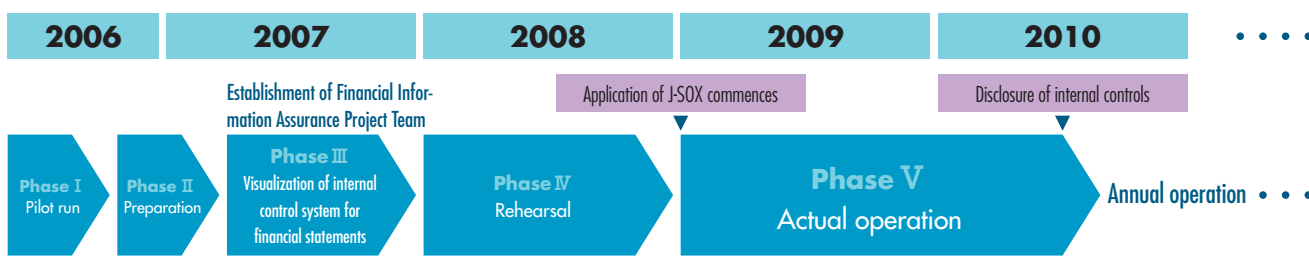 2006
2007
2008
2009
2010
Establishment of Financial Infor-
mation Assurance Project Team
Application of J-SOX commences
Disclosure of internal controls
Phase Ⅰ
Pilot run
Phase Ⅱ
Preparation
Phase Ⅲ
Visualization of internal
control system for
financial statements
Phase Ⅳ
Rehearsal
Phase Ⅴ
Actual operation
Annual operation